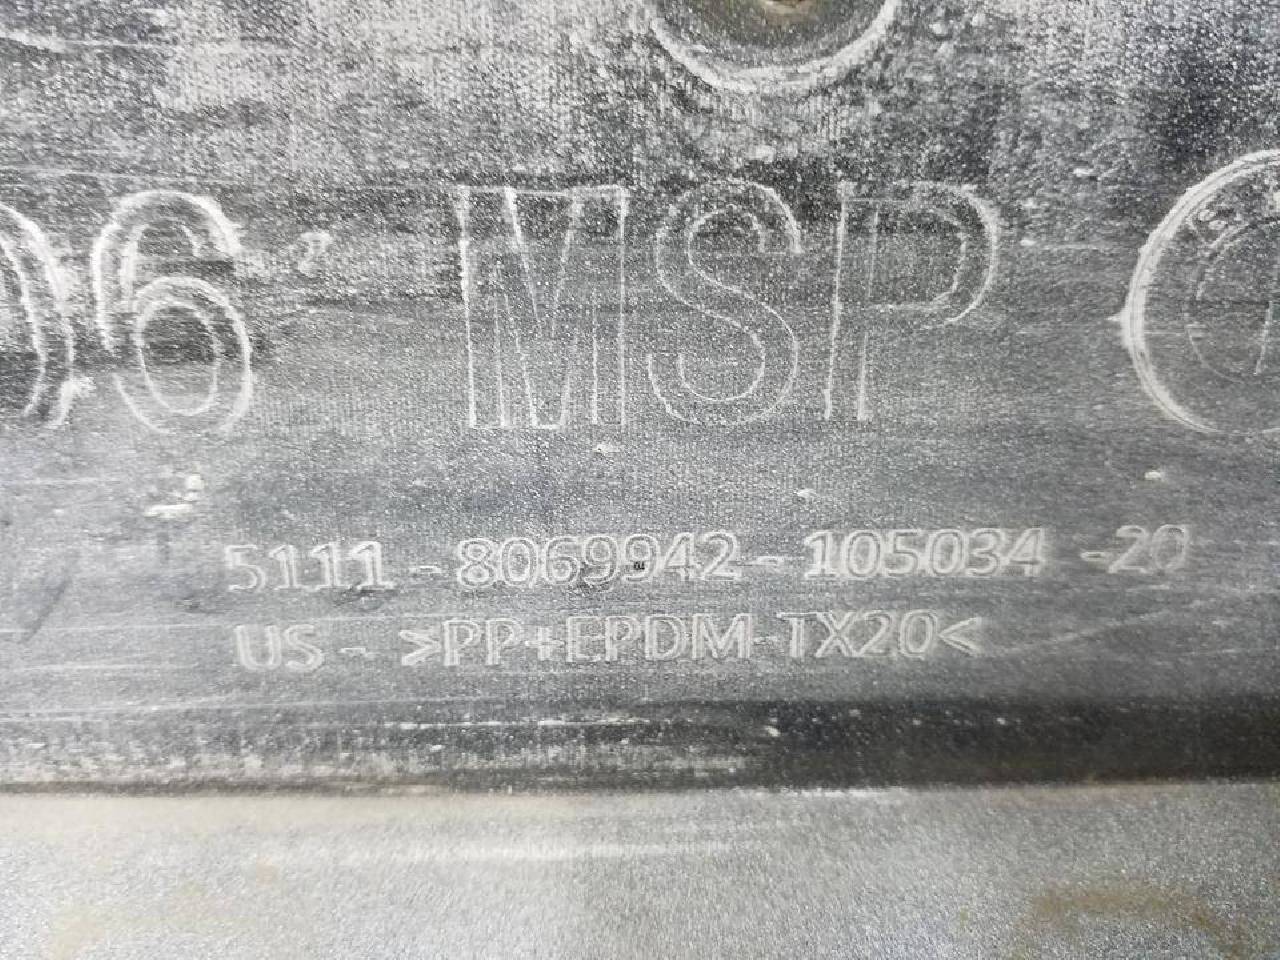 06 MSP
5111 - 8069942 - 105034 -20
US - >PP+EPDM-TX20<